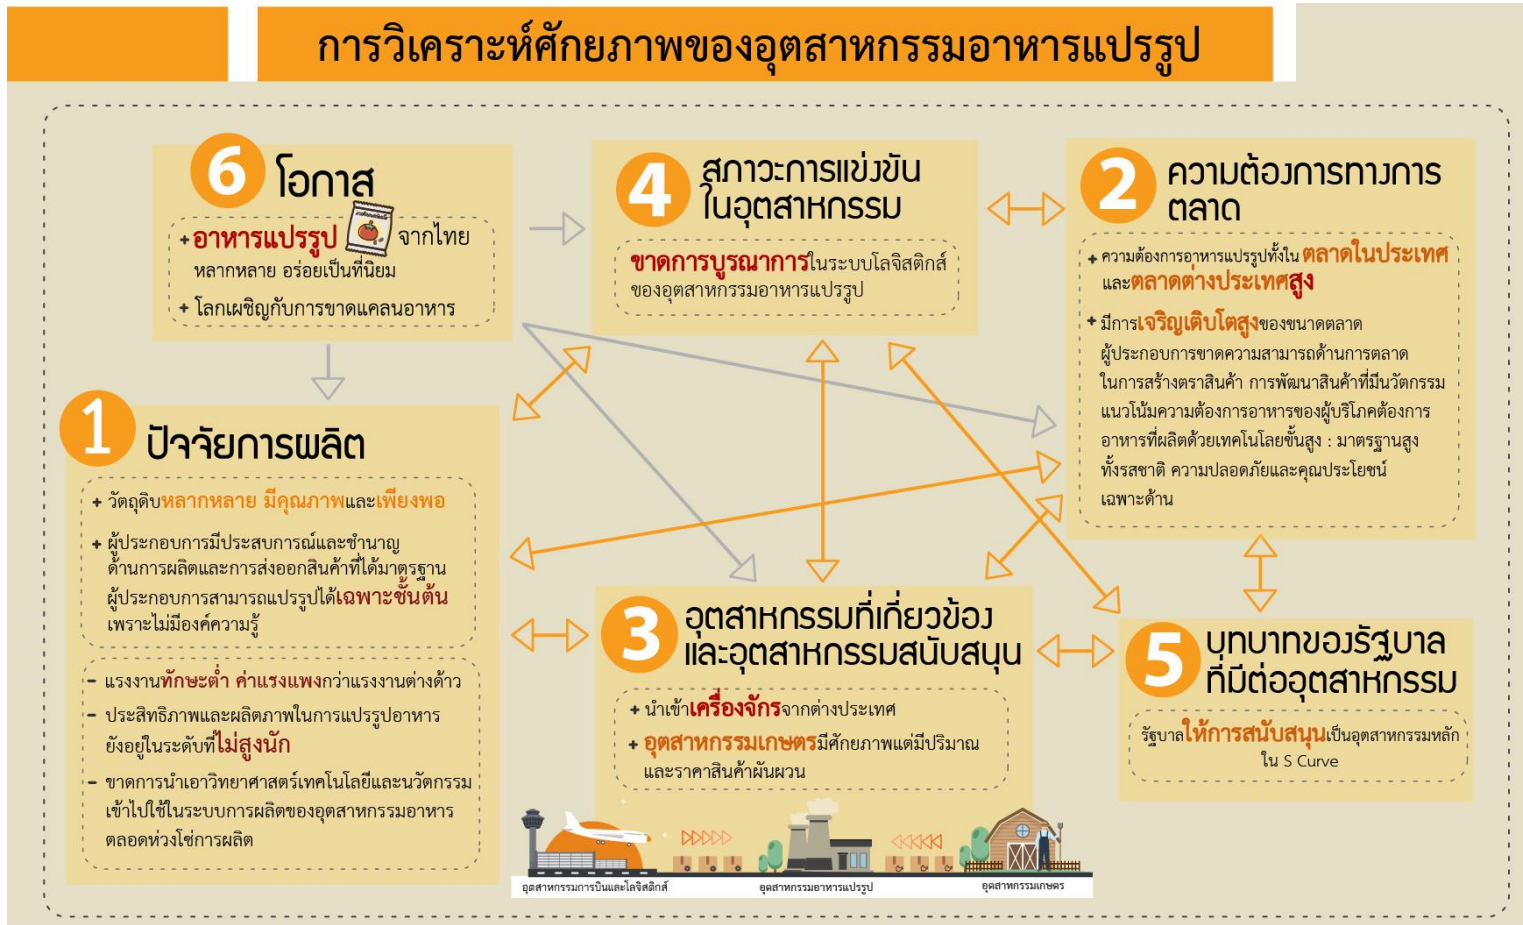 การวิเคราะห์ศักยภาพของอุตสาหกรรมอาหารแปรรูป
6 โอกาส
+ อาหารแปรรูป จากไทย
หลากหลาย อร่อยเป็นที่นิยม
+ โลกเผชิญกับการขาดแคลนอาหาร
4 สภาวะการแข่งขัน
ในอุตสาหกรรม
ขาดการบูรณาการในระบบโลจิสติกส์
ของอุตสาหกรรมอาหารแปรรูป
2 ความต้องการทางการ
ตลาด
+ ความต้องการอาหารแปรรูปทั้งใน ตลาดในประเทศ
และตลาดต่างประเทศสูง
+ มีการเจริญเติบโตสูงของขนาดตลาด
ผู้ประกอบการขาดความสามารถด้านการตลาด
ในการสร้างตราสินค้า การพัฒนาสินค้าที่มีนวัตกรรม
แนวโน้มความต้องการอาหารของผู้บริโภคต้องการ
อาหารที่ผลิตด้วยเทคโนโลยขั้นสูง : มาตรฐานสูง
ทั้งรสชาติ ความปลอดภัยและคุณประโยชน์
เฉพาะด้าน
1 ปัจจัยการผลิต
+ วัตถุดิบหลากหลาย มีคุณภาพและเพียงพอ
+ ผู้ประกอบการมีประสบการณ์และชำนาญ
ด้านการผลิตและการส่งออกสินค้าที่ได้มาตรฐาน
ผู้ประกอบการสามารถแปรรูปได้เฉพาะชั้นต้น
เพราะไม่มีองค์ความรู้
- แรงงานทักษะต่ำ ค่าแรงแพงกว่าแรงงานต่างด้าว
- ประสิทธิภาพและผลิตภาพในการแปรรูปอาหาร
ยังอยู่ในระดับที่ไม่สูงนัก
- ขาดการนำเอาวิทยาศาสตร์เทคโนโลยีและนวัตกรรม
เข้าไปใช้ในระบบการผลิตของอุตสาหกรรมอาหาร
ตลอดห่วงโซ่การผลิต
3 อุตสาหกรรมที่เกี่ยวข้อง
และอุตสาหกรรมสนับสนุน
+ นำเข้าเครื่องจักรจากต่างประเทศ
+ อุตสาหกรรมเกษตรมีศักยภาพแต่มีปริมาณ
และราคาสินค้าผันผวน
อุตสาหกรรมการบินและโลจิสติกส์
อุตสาหกรรมอาหารแปรรูป
อุตสาหกรรมเกษตร
5 บทบาทของรัฐบาล
ที่มีต่ออุตสาหกรรม
รัฐบาลให้การสนับสนุนเป็นอุตสาหกรรมหลัก
ใน S Curve